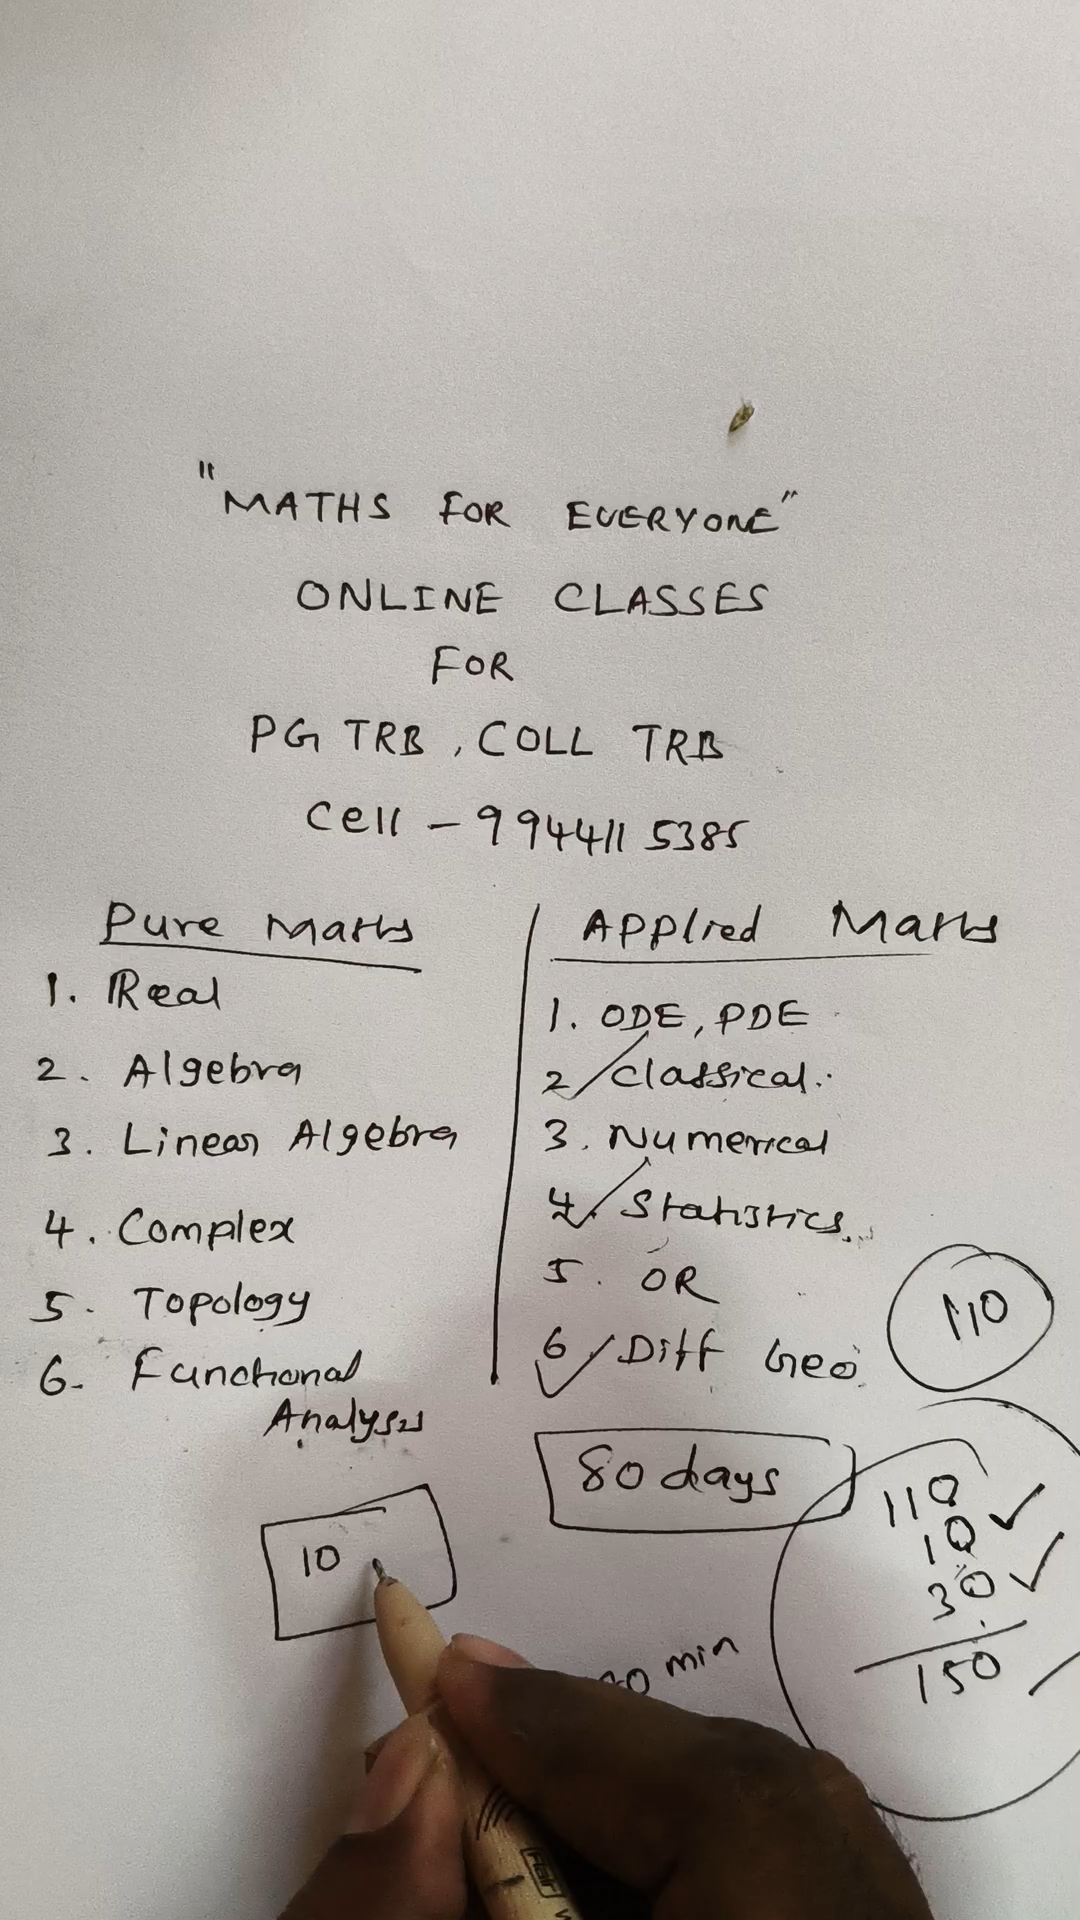 "MATHS FOR EVERYONE"
ONLINE CLASSES
FOR
PG TRB, COLL TRB
Cell - 9944115385
Pure Maths
1. Real
2. Algebra
3. Linear Algebra
4. Complex
5. Topology
6. Functional
Analysis
Applied Maths
1. ODE, PDE
2 Classical.
3. Numerical
4. Statistics
5. OR
6 Diff Geo
110
80 days
110
10
30
150
10
min
Flair